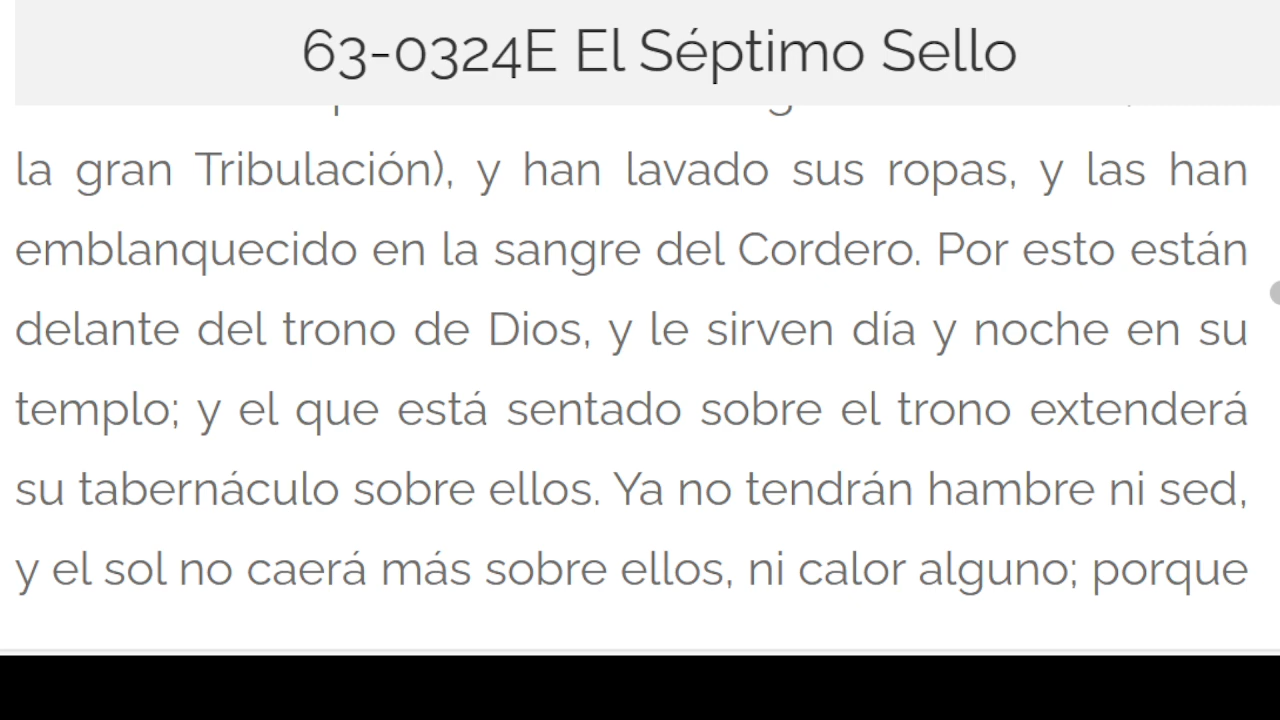 63-0324E El Séptimo Sello
la gran Tribulación), y han lavado sus ropas, y las han
emblanquecido en la sangre del Cordero. Por esto están
delante del trono de Dios, y le sirven día y noche en su
templo; y el que está sentado sobre el trono extenderá
su tabernáculo sobre ellos. Ya no tendrán hambre ni sed,
y el sol no caerá más sobre ellos, ni calor alguno; porque